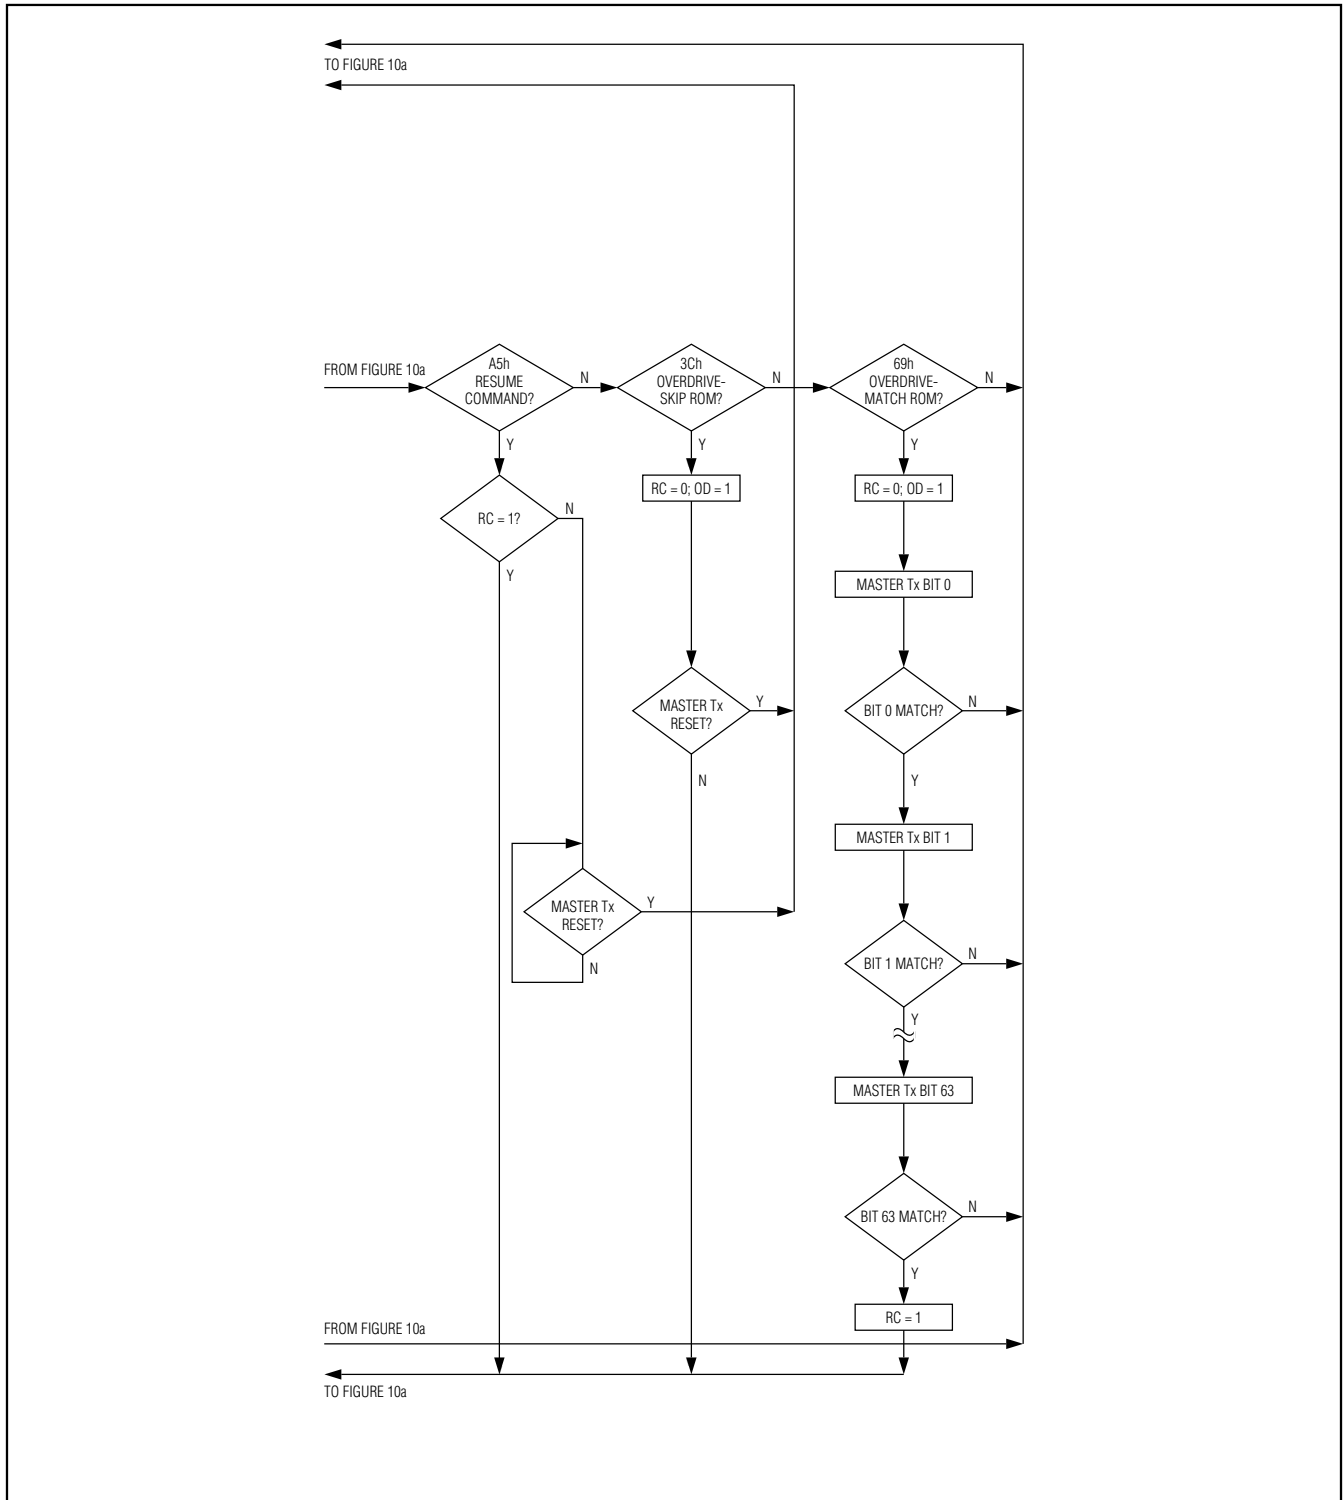 TO FIGURE 10a
FROM FIGURE 10a
A5h
RESUME
COMMAND?
N
3Ch
OVERDRIVE-
SKIP ROM?
N
69h
OVERDRIVE-
MATCH ROM?
N
Y
Y
Y
RC = 1?
N
Y
RC = 0; OD = 1
RC = 0; OD = 1
MASTER Tx BIT 0
MASTER Tx
RESET?
Y
N
BIT 0 MATCH?
N
Y
MASTER Tx BIT 1
MASTER Tx
RESET?
Y
N
BIT 1 MATCH?
N
Y
MASTER Tx BIT 63
BIT 63 MATCH?
N
Y
RC = 1
FROM FIGURE 10a
TO FIGURE 10a